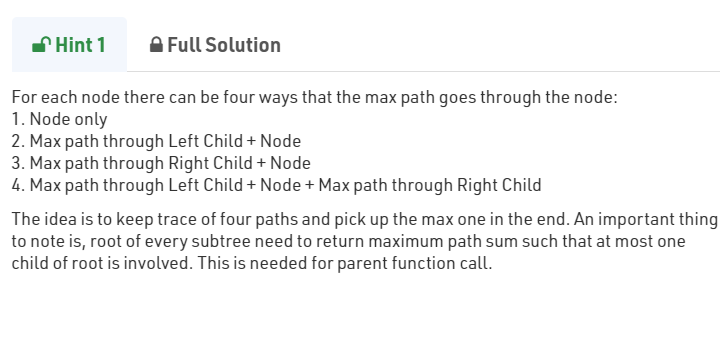 Hint 1
Full Solution
For each node there can be four ways that the max path goes through the node:
1. Node only
2. Max path through Left Child + Node
3. Max path through Right Child + Node
4. Max path through Left Child + Node + Max path through Right Child
The idea is to keep trace of four paths and pick up the max one in the end. An important thing
to note is, root of every subtree need to return maximum path sum such that at most one
child of root is involved. This is needed for parent function call.